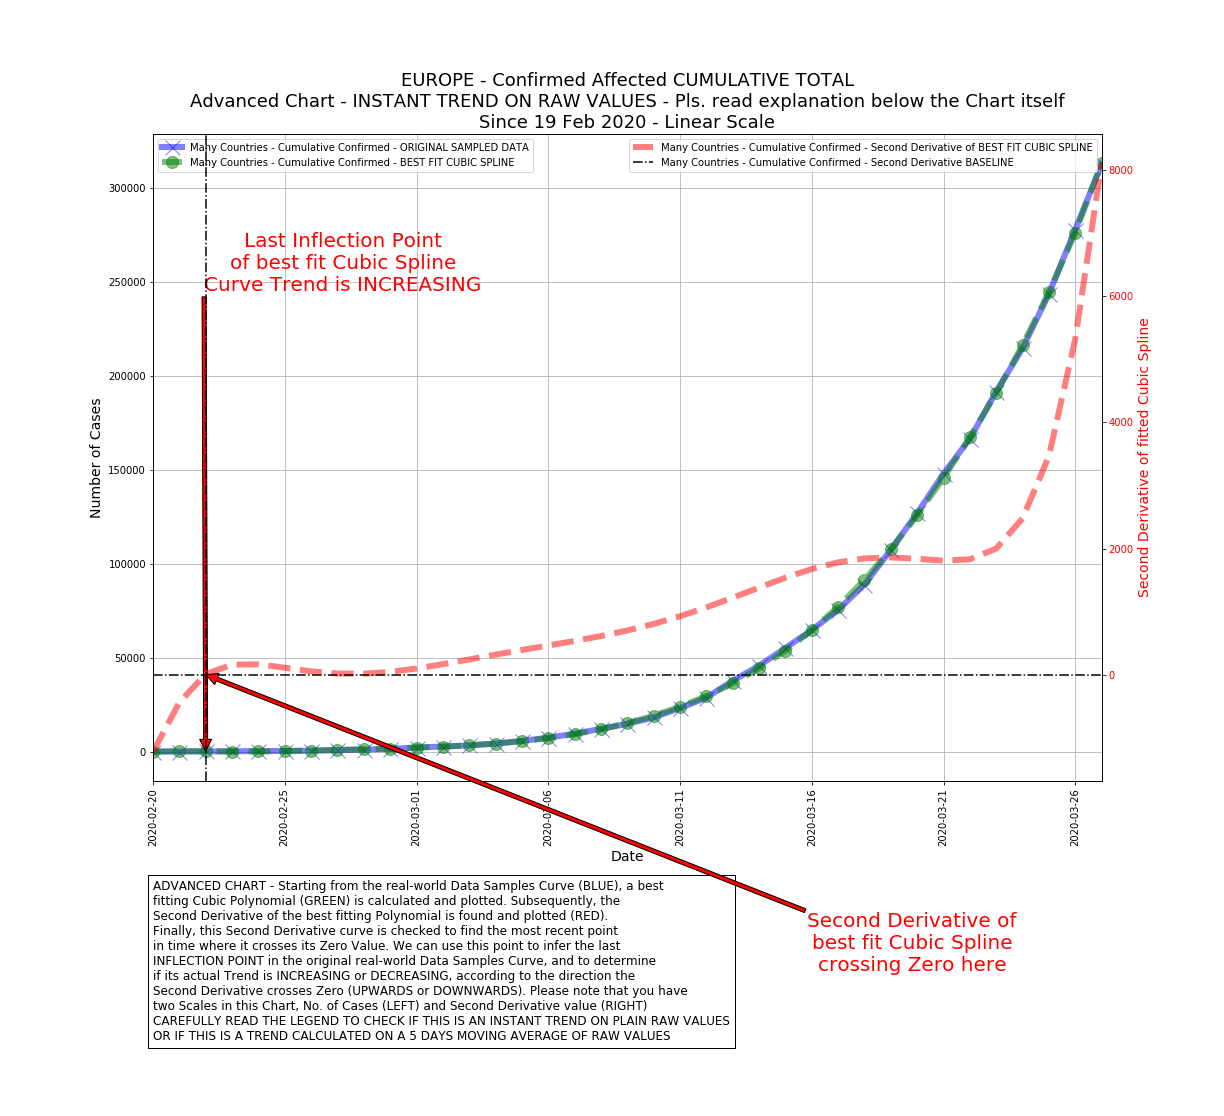 EUROPE - Confirmed Affected CUMULATIVE TOTAL
Advanced Chart - INSTANT TREND ON RAW VALUES - Pls. read explanation below the Chart itself
Since 19 Feb 2020 - Linear Scale
Many Countries - Cumulative Confirmed - ORIGINAL SAMPLED DATA
Many Countries - Cumulative Confirmed - BEST FIT CUBIC SPLINE
Many Countries - Cumulative Confirmed - Second Derivative of BEST FIT CUBIC SPLINE
Many Countries - Cumulative Confirmed - Second Derivative BASELINE
Last Inflection Point
of best fit Cubic Spline
Curve Trend is INCREASING
Number of Cases
300000
250000
200000
150000
100000
50000
0
8000
6000
4000
2000
0
Second Derivative of fitted Cubic Spline
2020-02-20
2020-02-25
2020-03-01
2020-03-06
2020-03-11
2020-03-16
2020-03-21
2020-03-26
Date
ADVANCED CHART - Starting from the real-world Data Samples Curve (BLUE), a best
fitting Cubic Polynomial (GREEN) is calculated and plotted. Subsequently, the
Second Derivative of the best fitting Polynomial is found and plotted (RED).
Finally, this Second Derivative curve is checked to find the most recent point
in time where it crosses its Zero Value. We can use this point to infer the last
INFLECTION POINT in the original real-world Data Samples Curve, and to determine
if its actual Trend is INCREASING or DECREASING, according to the direction the
Second Derivative crosses Zero (UPWARDS or DOWNWARDS). Please note that you have
two Scales in this Chart, No. of Cases (LEFT) and Second Derivative value (RIGHT)
CAREFULLY READ THE LEGEND TO CHECK IF THIS IS AN INSTANT TREND ON PLAIN RAW VALUES
OR IF THIS IS A TREND CALCULATED ON A 5 DAYS MOVING AVERAGE OF RAW VALUES
Second Derivative of
best fit Cubic Spline
crossing Zero here